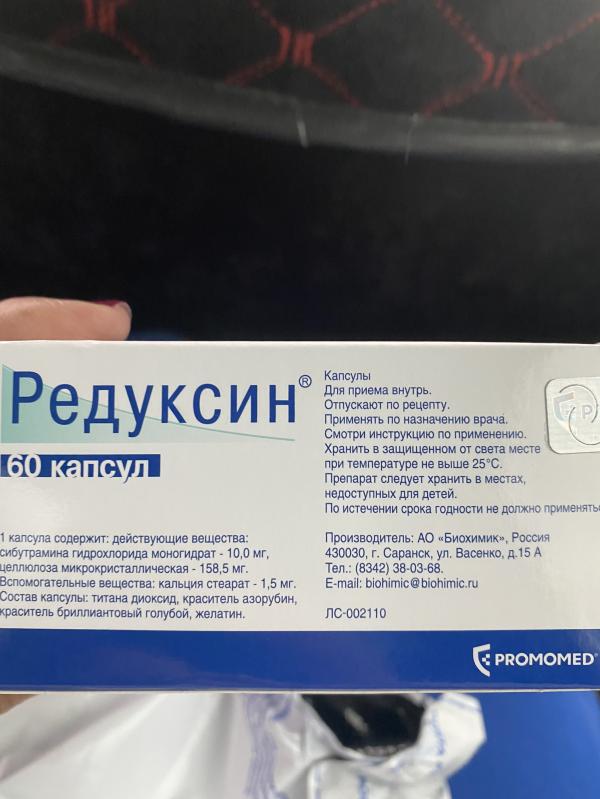 Редуксин®
60 капсул
1 капсула содержит: действующие вещества:
сибутрамина гидрохлорида моногидрат - 10,0 мг,
целлюлоза микрокристаллическая - 158,5 мг.
Вспомогательные вещества: кальция стеарат - 1,5 мг.
Состав капсулы: титана диоксид, краситель азорубин,
краситель бриллиантовый голубой, желатин.
Капсулы
Для приема внутрь.
Отпускают по рецепту.
Применять по назначению врача.
Смотри инструкцию по применению.
Хранить в защищенном от света месте
при температуре не выше 25°С.
Препарат следует хранить в местах,
недоступных для детей.
По истечении срока годности не должно применять
Производитель: АО «Биохимик», Россия
430030, г. Саранск, ул. Васенко, д.15 А
Тел.: (8342) 38-03-68.
E-mail: biohimic@biohimic.ru
ЛС-002110
P
PROMOMED